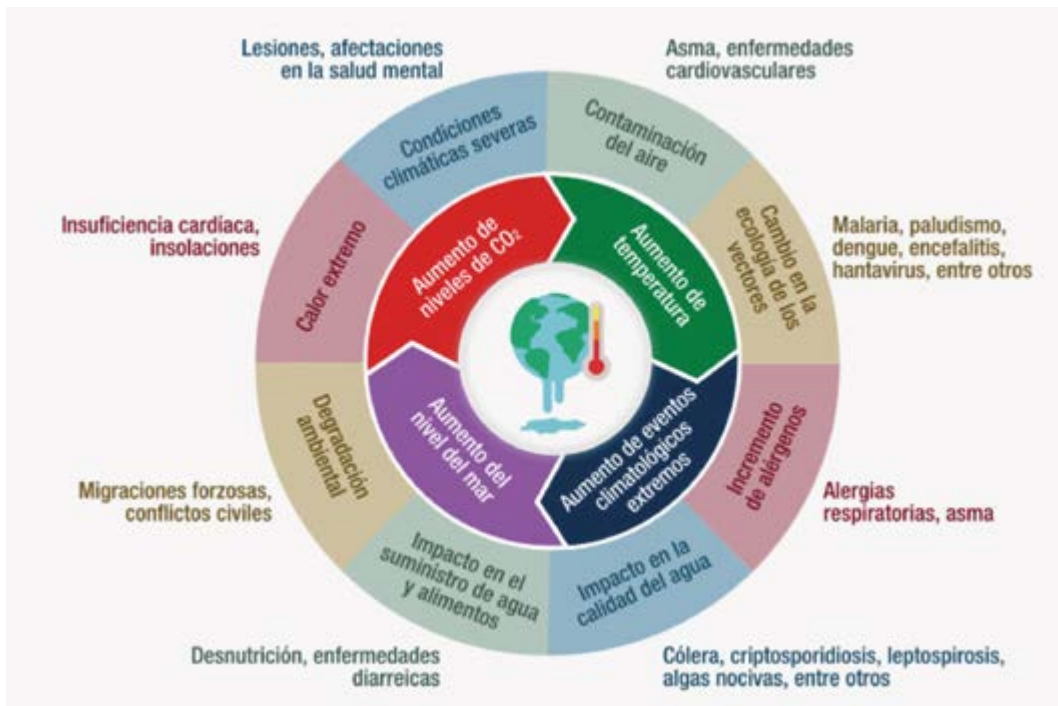 Lesiones, afectaciones
en la salud mental
Asma, enfermedades
cardiovasculares
Condiciones
climáticas severas
Contaminación
del aire
Insuficiencia cardíaca,
insolaciones
Calor extremo
Aumento de
niveles de CO₂
Aumento de
temperatura
Cambio en la
ecología de los
vectores
Malaria, paludismo,
dengue, encefalitis,
hantavirus, entre otros
Degradación
ambiental
Aumento del
nivel del mar
Aumento de eventos
climatológicos
extremos
Incremento
de alérgenos
Migraciones forzosas,
conflictos civiles
Alergias
respiratorias, asma
Impacto en el
suministro de agua
y alimentos
Impacto en la
calidad del agua
Desnutrición, enfermedades
diarreicas
Cólera, criptosporidiosis, leptospirosis,
algas nocivas, entre otros